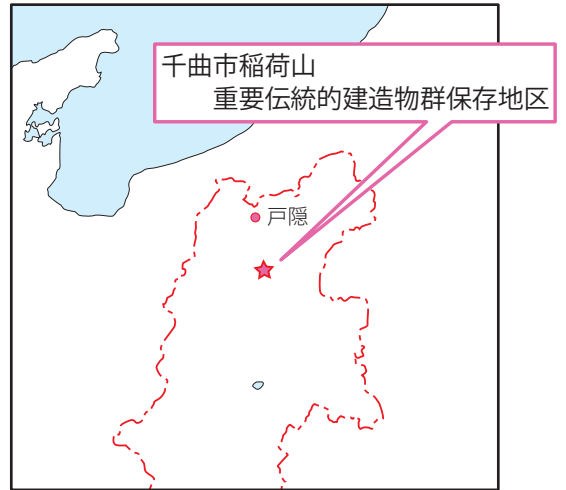 千曲市稲荷山
重要伝統的建造物群保存地区
戸隠